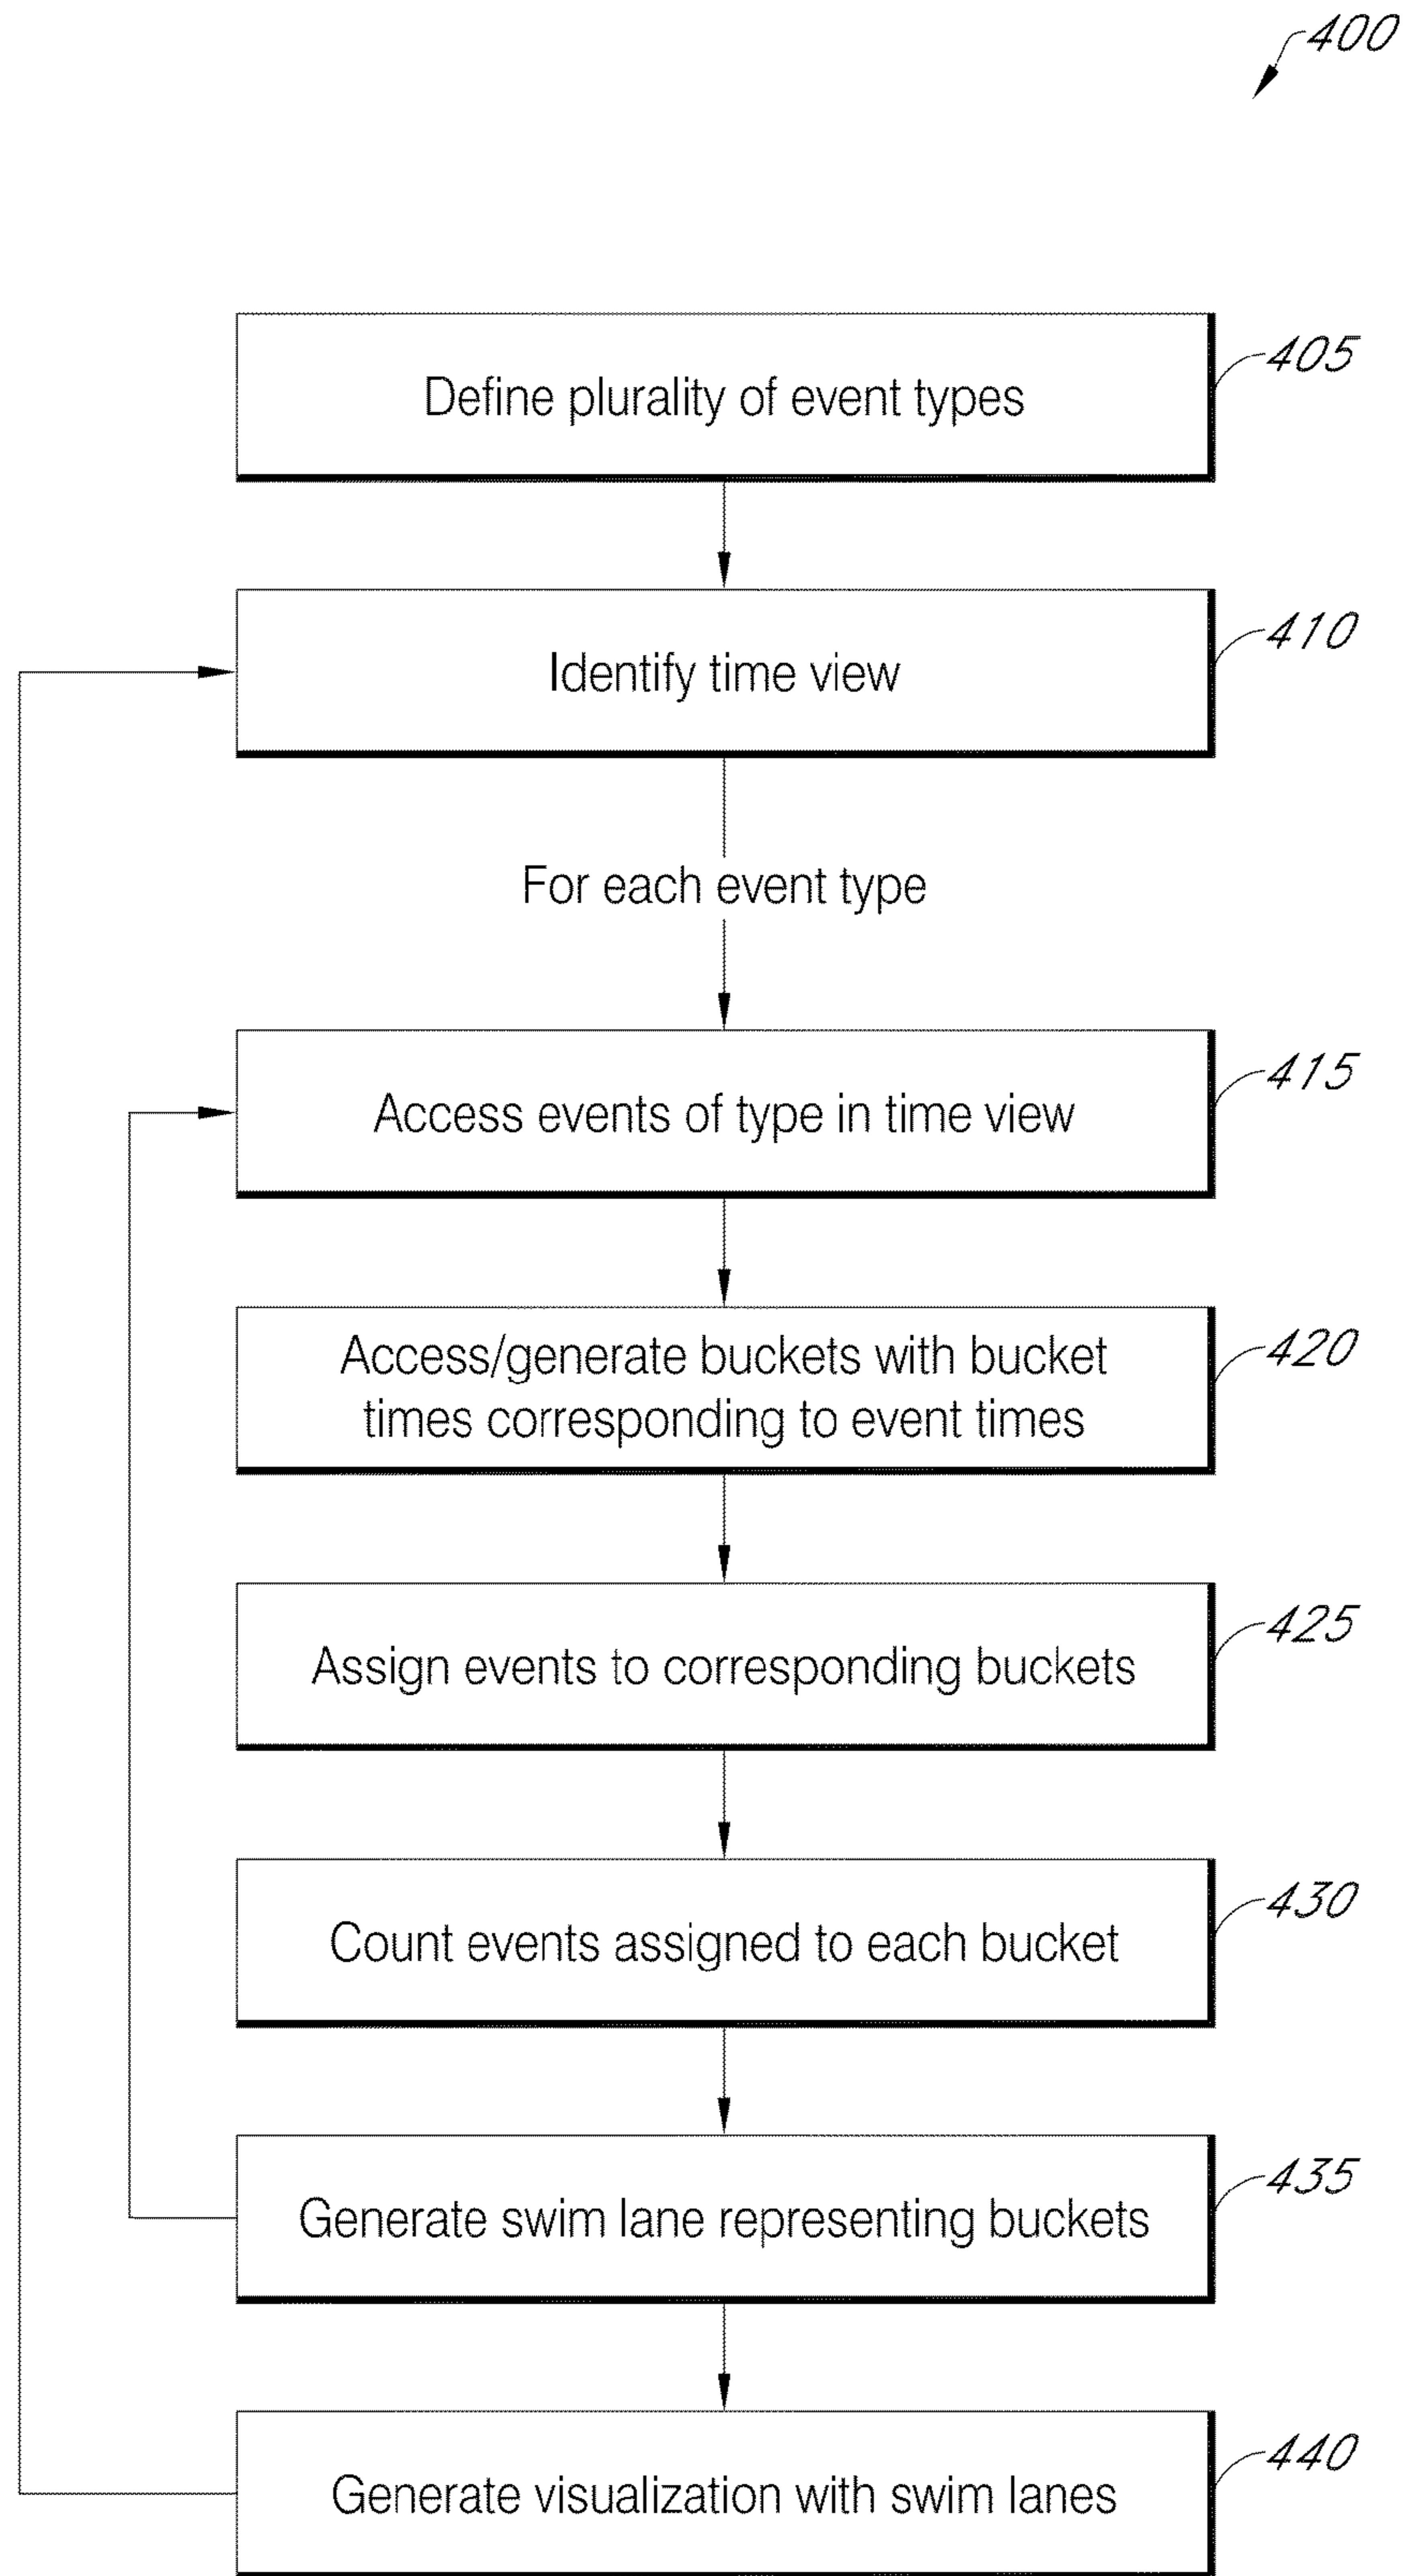 400
Define plurality of event types
405
Identify time view
410
For each event type
Access events of type in time view
415
Access/generate buckets with bucket
times corresponding to event times
420
Assign events to corresponding buckets
425
Count events assigned to each bucket
430
Generate swim lane representing buckets
435
Generate visualization with swim lanes
440